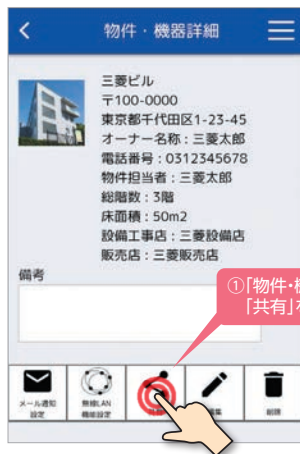 物件・機器詳細
三菱ビル
〒100-0000
東京都千代田区1-23-45
オーナー名称：三菱太郎
電話番号：0312345678
物件担当者：三菱太郎
総階数：3階
床面積：50m2
設備工事店：三菱設備店
販売店：三菱販売店
備考
①「物件・機
「共有」を
メール通知
設定
無線LAN
機能設定
削除